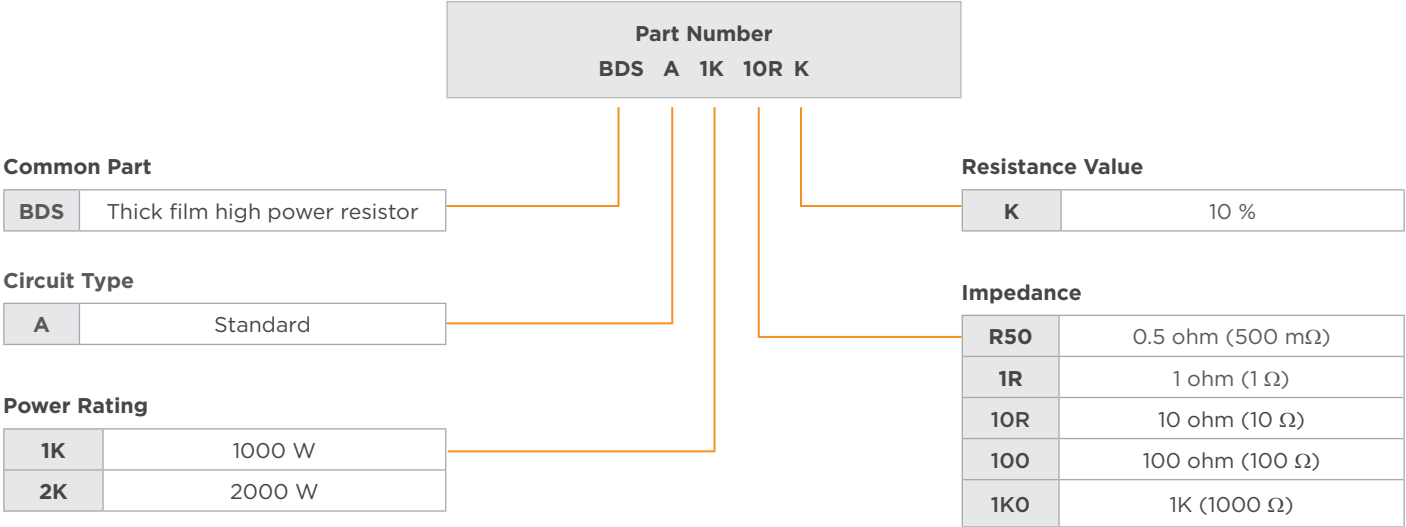 Part Number
BDS A 1K 10R K
Common Part
BDS Thick film high power resistor
Circuit Type
A Standard
Power Rating
1K 1000 W
2K 2000 W
Resistance Value
K 10 %
Impedance
R50 0.5 ohm (500 mΩ)
1R 1 ohm (1 Ω)
10R 10 ohm (10 Ω)
100 100 ohm (100 Ω)
1K0 1K (1000 Ω)